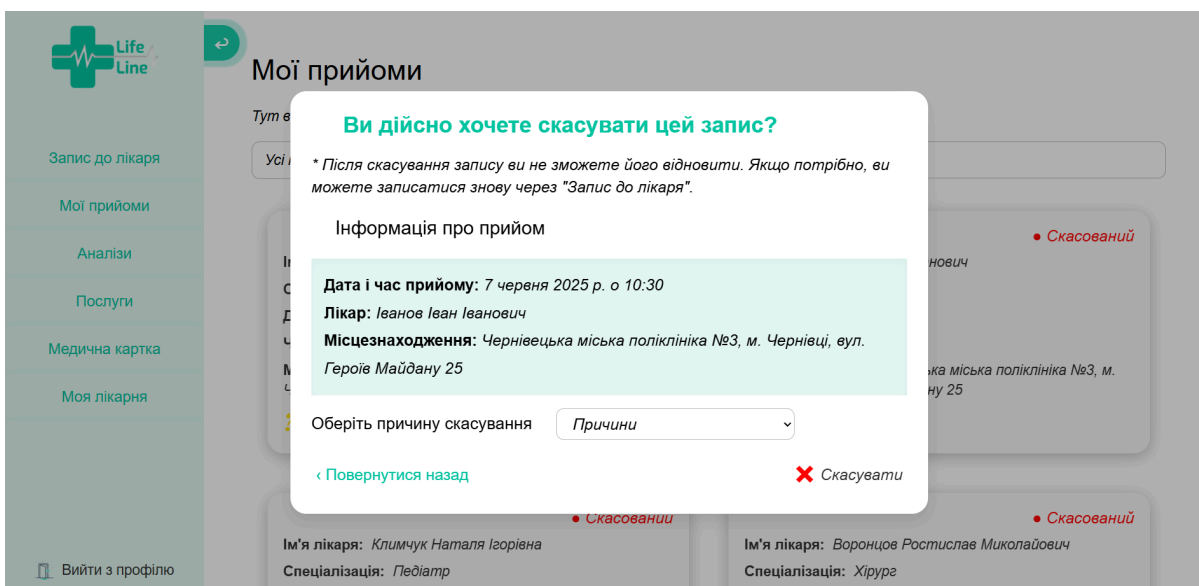 Life
Line
Мої прийоми
Тут в
Усі
Запис до лікаря
Мої прийоми
Аналізи
Послуги
Медична картка
Моя лікарня
Вийти з профілю
Ви дійсно хочете скасувати цей запис?
* Після скасування запису ви не зможете його відновити. Якщо потрібно, ви
можете записатися знову через "Запис до лікаря".
Інформація про прийом
Дата і час прийому: 7 червня 2025 р. о 10:30
Лікар: Іванов Іван Іванович
Місцезнаходження: Чернівецька міська поліклініка №3, м. Чернівці, вул.
Героїв Майдану 25
Оберіть причину скасування Причини
‹ Повернутися назад Скасувати
• Скасований
нович
ка міська поліклініка №3, м.
ну 25
• Скасований
Ім'я лікаря: Климчук Наталя Ігорівна
Спеціалізація: Педіатр
• Скасований
Ім'я лікаря: Воронцов Ростислав Миколайович
Спеціалізація: Хірург